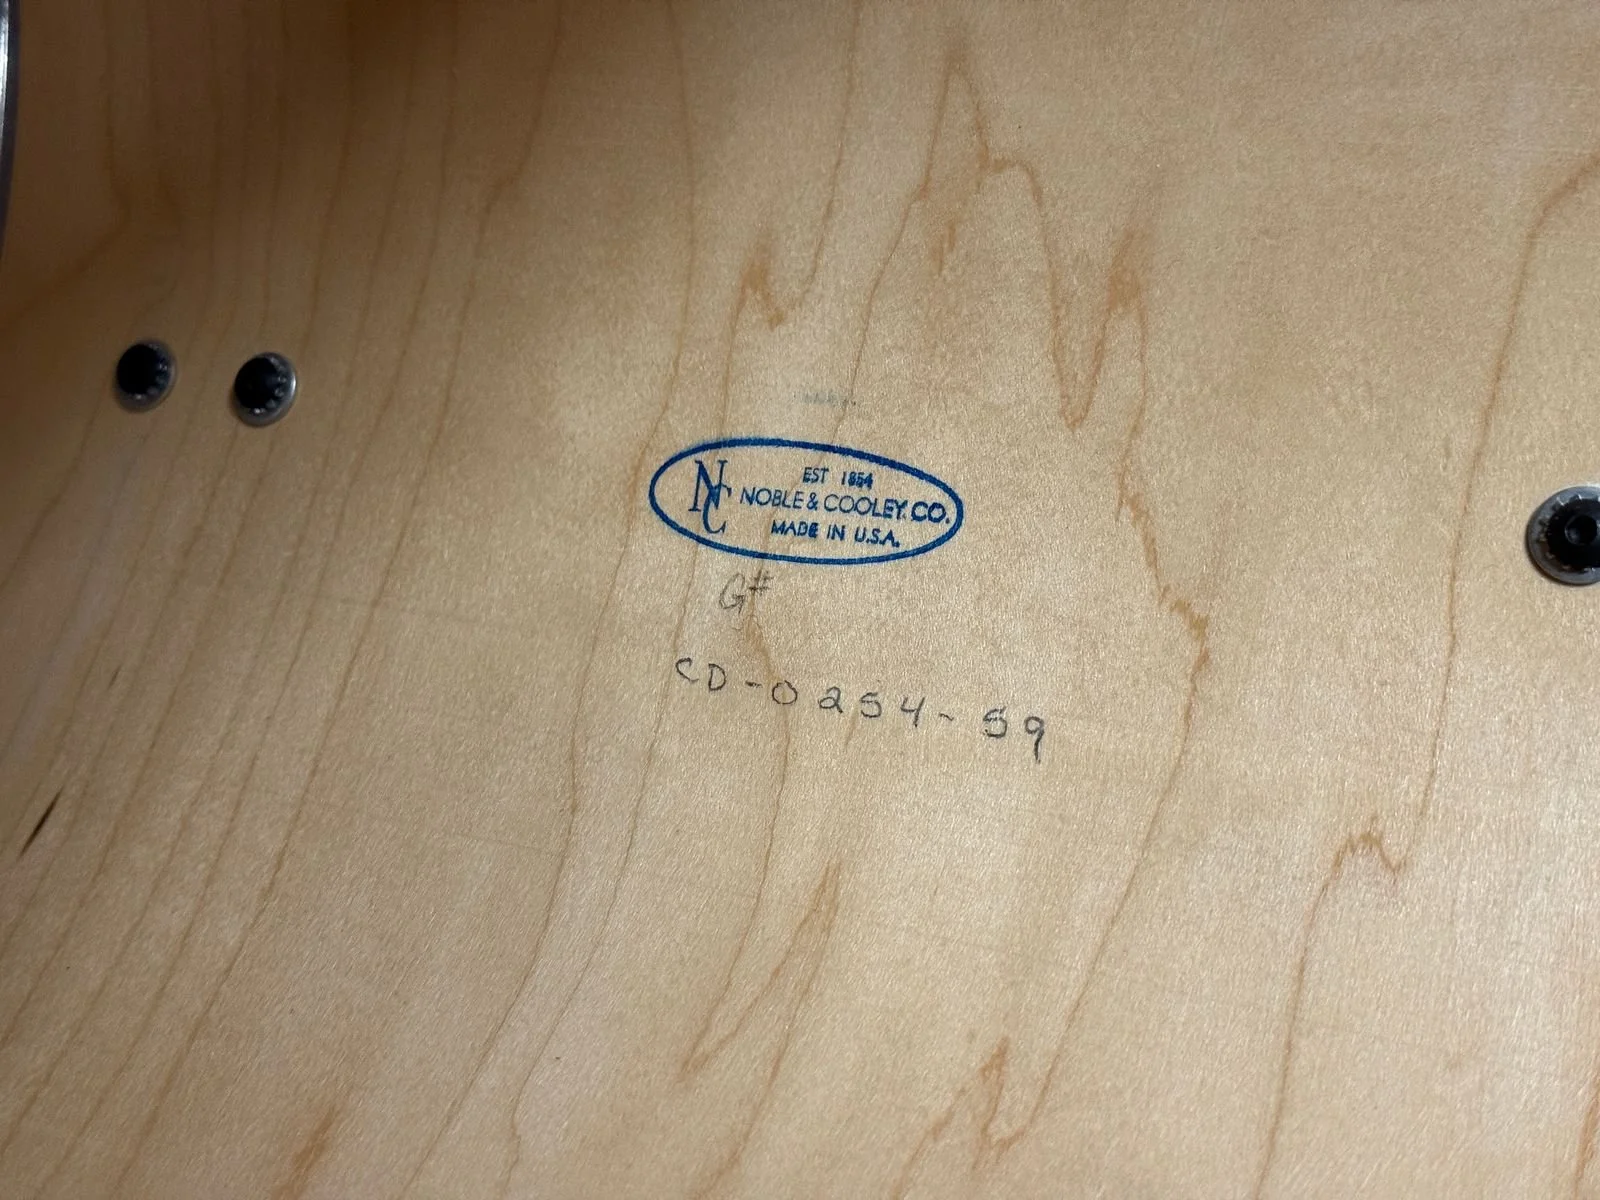 NC
EST 1854
NOBLE & COOLEY CO.
MADE IN U.S.A.
G#
CD-0254-59